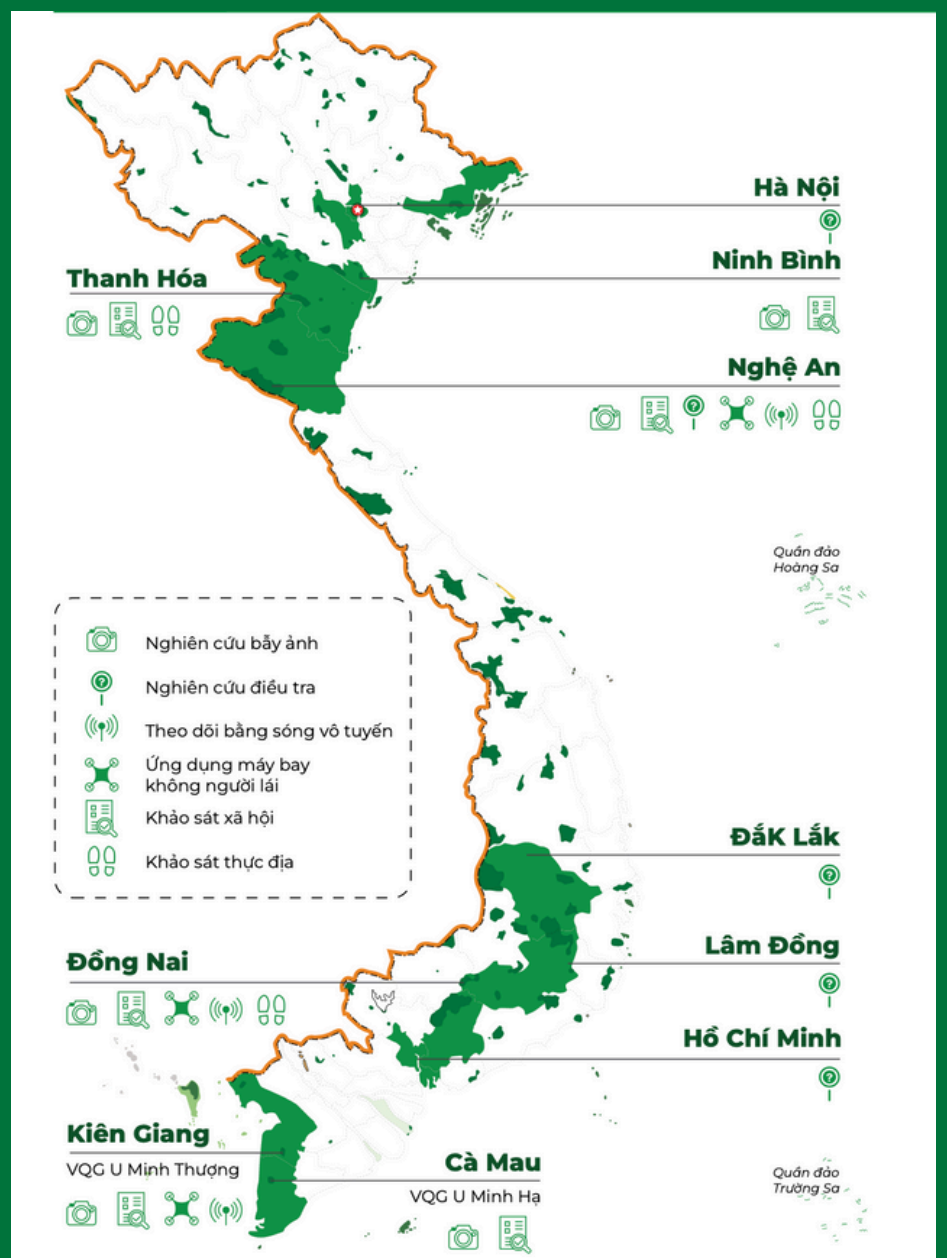 Hà Nội
Ninh Bình
Thanh Hóa
Nghệ An
Quần đảo
Hoàng Sa
Nghiên cứu bẫy ảnh
Nghiên cứu điều tra
Theo dõi bằng sóng vô tuyến
Ứng dụng máy bay
không người lái
Khảo sát xã hội
Khảo sát thực địa
ĐắK Lắk
Lâm Đồng
Đồng Nai
Hồ Chí Minh
Kiên Giang
VQG U Minh Thượng
Cà Mau
VQG U Minh Hạ
Quần đảo
Trường Sa